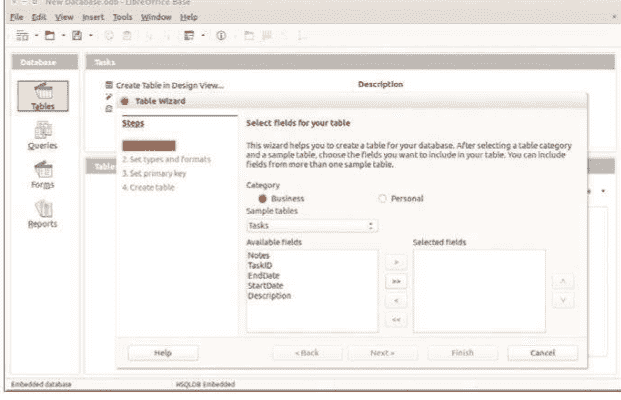 New Database.odb - LibreOffice Base
File Edit View Insert Tools Window Help
Database
Tasks
Tables
Queries
Forms
Reports
Create Table in Design View...
Description
Table Wizard
Steps
2. Set types and formats
3. Set primary key
4. Create table
Select fields for your table
This wizard helps you to create a table for your database. After selecting a table category
and a sample table, choose the fields you want to include in your table. You can include
fields from more than one sample table.
Category
Business
Personal
Sample tables
Tasks
Available fields
Selected fields
Notes
TaskID
EndDate
StartDate
Description
>
>>
<
<<
Help
< Back
Next >
Finish
Cancel
Table
Embedded database
HSQLDB Embedded